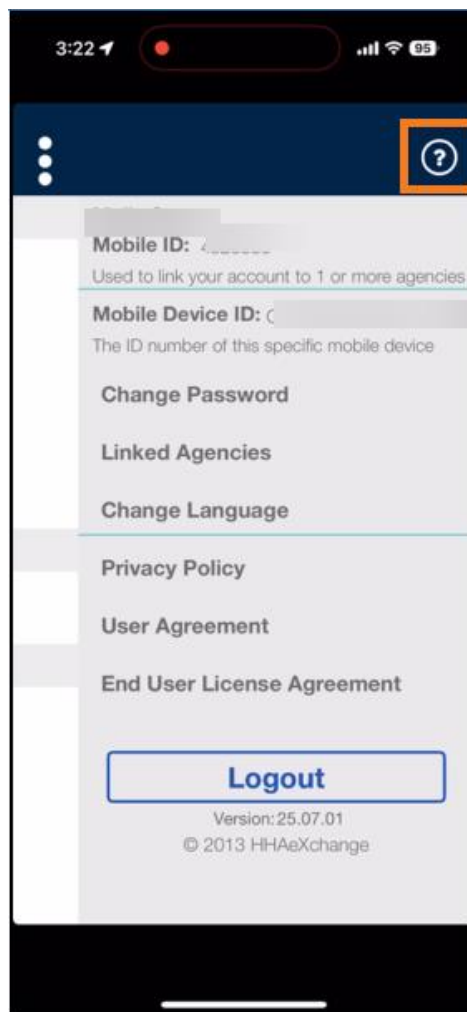 3:22
95
?
Mobile ID:
Used to link your account to 1 or more agencies
Mobile Device ID:
The ID number of this specific mobile device
Change Password
Linked Agencies
Change Language
Privacy Policy
User Agreement
End User License Agreement
Logout
Version: 25.07.01
© 2013 HHAeXchange